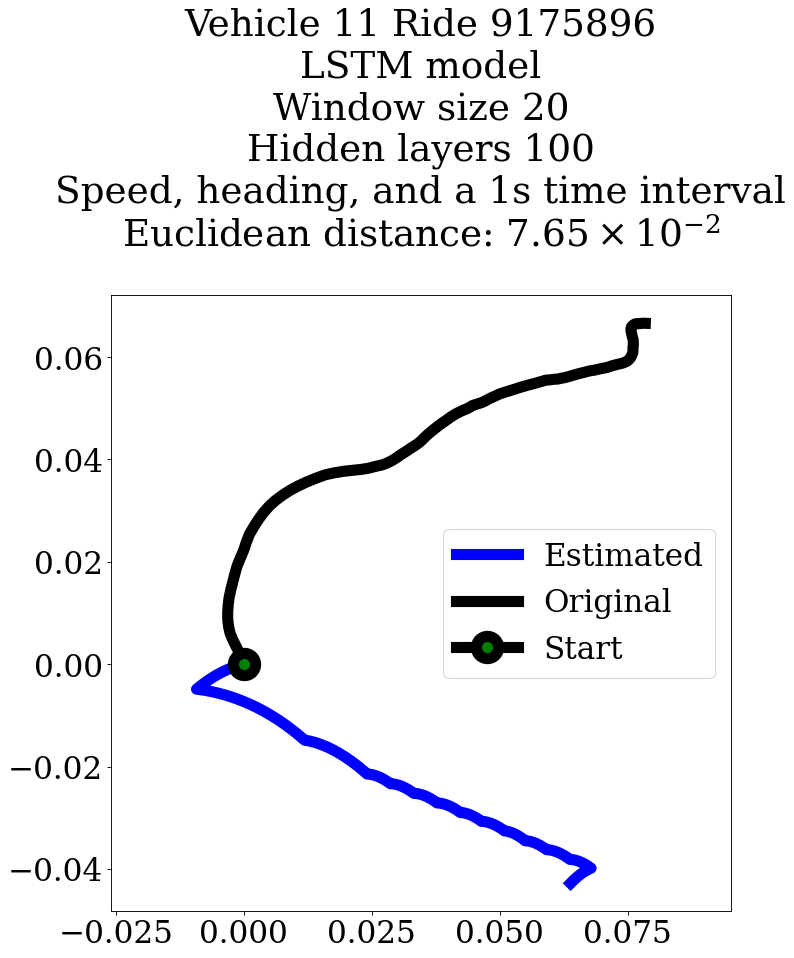 Vehicle 11 Ride 9175896
LSTM model
Window size 20
Hidden layers 100
Speed, heading, and a 1s time interval
Euclidean distance: 7.65 × 10⁻²
0.06
0.04
0.02
0.00
−0.02
−0.04
Estimated
Original
Start
−0.025 0.000 0.025 0.050 0.075